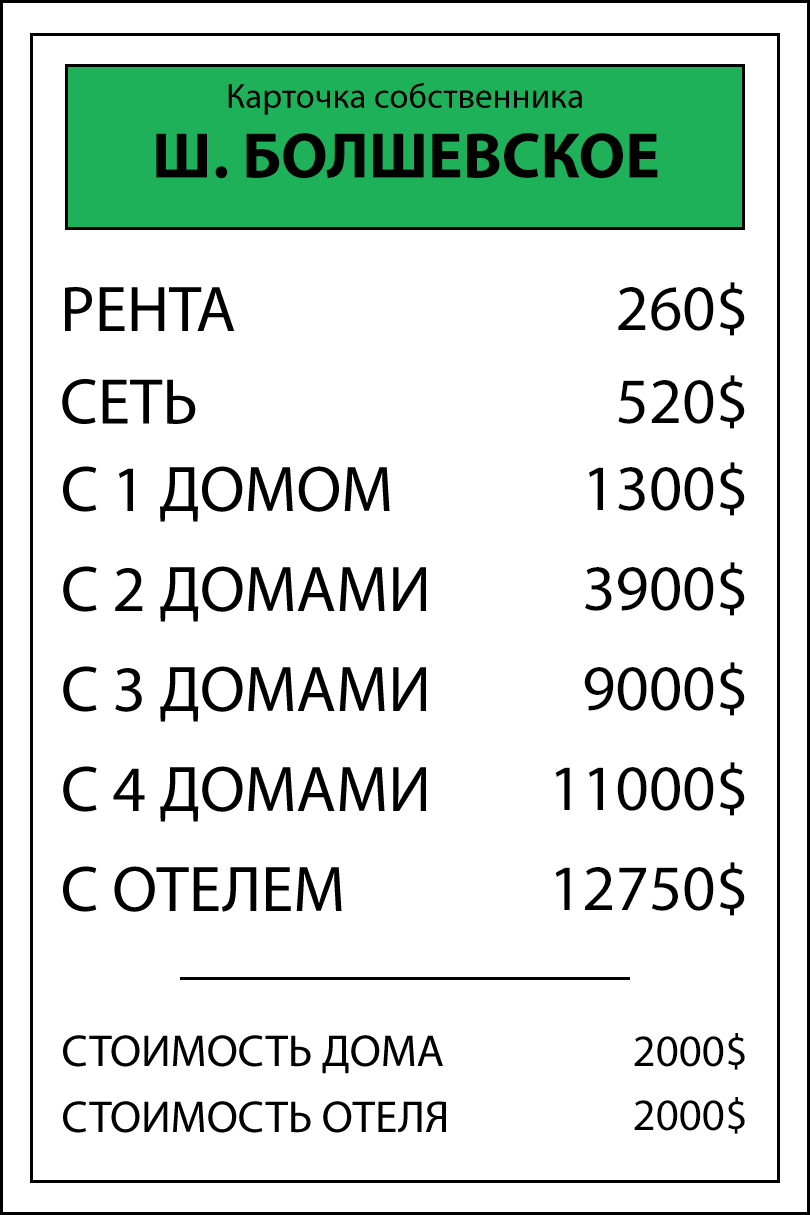 Карточка собственника
Ш. БОЛШЕВСКОЕ
РЕНТА 260$
СЕТЬ 520$
С 1 ДОМОМ 1300$
С 2 ДОМАМИ 3900$
С 3 ДОМАМИ 9000$
С 4 ДОМАМИ 11000$
С ОТЕЛЕМ 12750$
СТОИМОСТЬ ДОМА 2000$
СТОИМОСТЬ ОТЕЛЯ 2000$